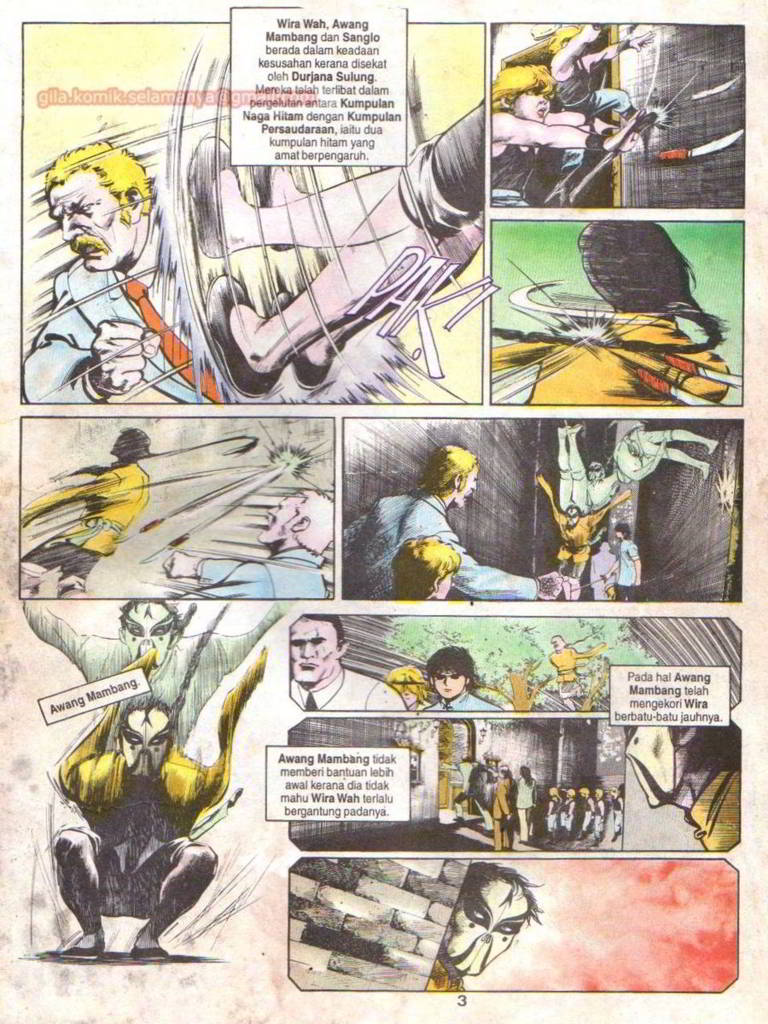 Wira Wah, Awang
Mambang dan Sanglo
berada dalam keadaan
kesusahan kerana disekat
oleh Durjana Sulung.
Mereka telah terlibat dalam
pergelutan antara Kumpulan
Naga Hitam dengan Kumpulan
Persaudaraan, iaitu dua
kumpulan hitam yang
amat berpengaruh.
gila.komik.selamanya@gmail.com
PAK!
Awang Mambang.
Pada hal Awang
Mambang telah
mengekori Wira
berbatu-batu jauhnya.
Awang Mambang tidak
memberi bantuan lebih
awal kerana dia tidak
mahu Wira Wah terlalu
bergantung padanya.
3